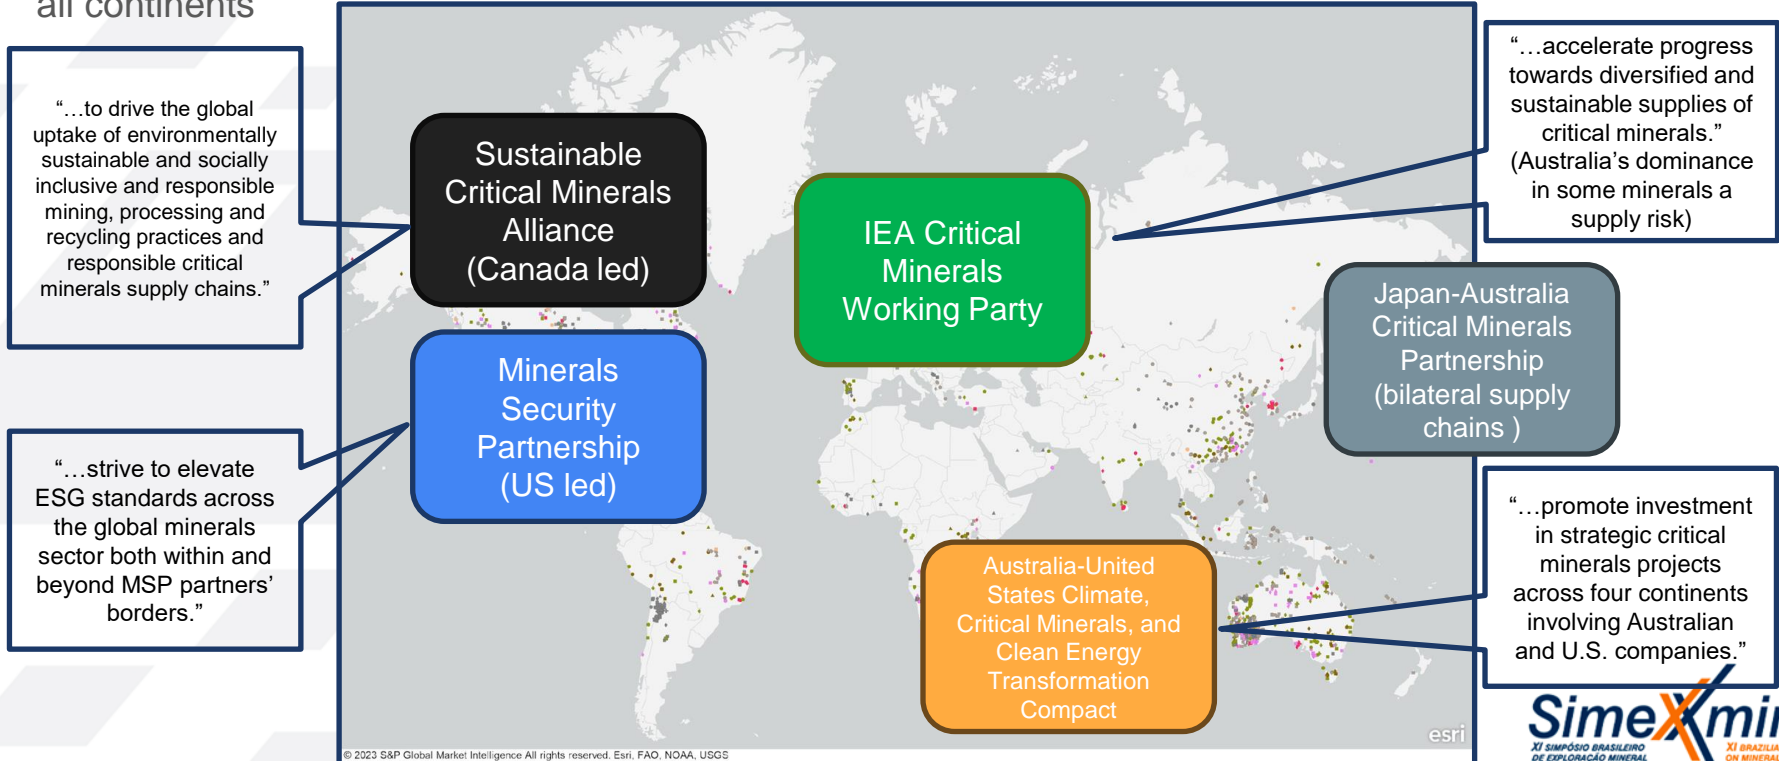 all continents
“…to drive the global
uptake of environmentally
sustainable and socially
inclusive and responsible
mining, processing and
recycling practices and
responsible critical
minerals supply chains.”
“…strive to elevate
ESG standards across
the global minerals
sector both within and
beyond MSP partners’
borders.”
Sustainable
Critical Minerals
Alliance
(Canada led)
Minerals
Security
Partnership
(US led)
IEA Critical
Minerals
Working Party
Australia-United
States Climate,
Critical Minerals, and
Clean Energy
Transformation
Compact
Japan-Australia
Critical Minerals
Partnership
(bilateral supply
chains )
“…accelerate progress
towards diversified and
sustainable supplies of
critical minerals.”
(Australia’s dominance
in some minerals a
supply risk)
“…promote investment
in strategic critical
minerals projects
across four continents
involving Australian
and U.S. companies.”
esri
© 2023 S&P Global Market Intelligence All rights reserved. Esri, FAO, NOAA, USGS
SimeXmin
XI SIMPÓSIO BRASILEIRO
DE EXPLORAÇÃO MINERAL
XI BRAZILIA
ON MINERAL